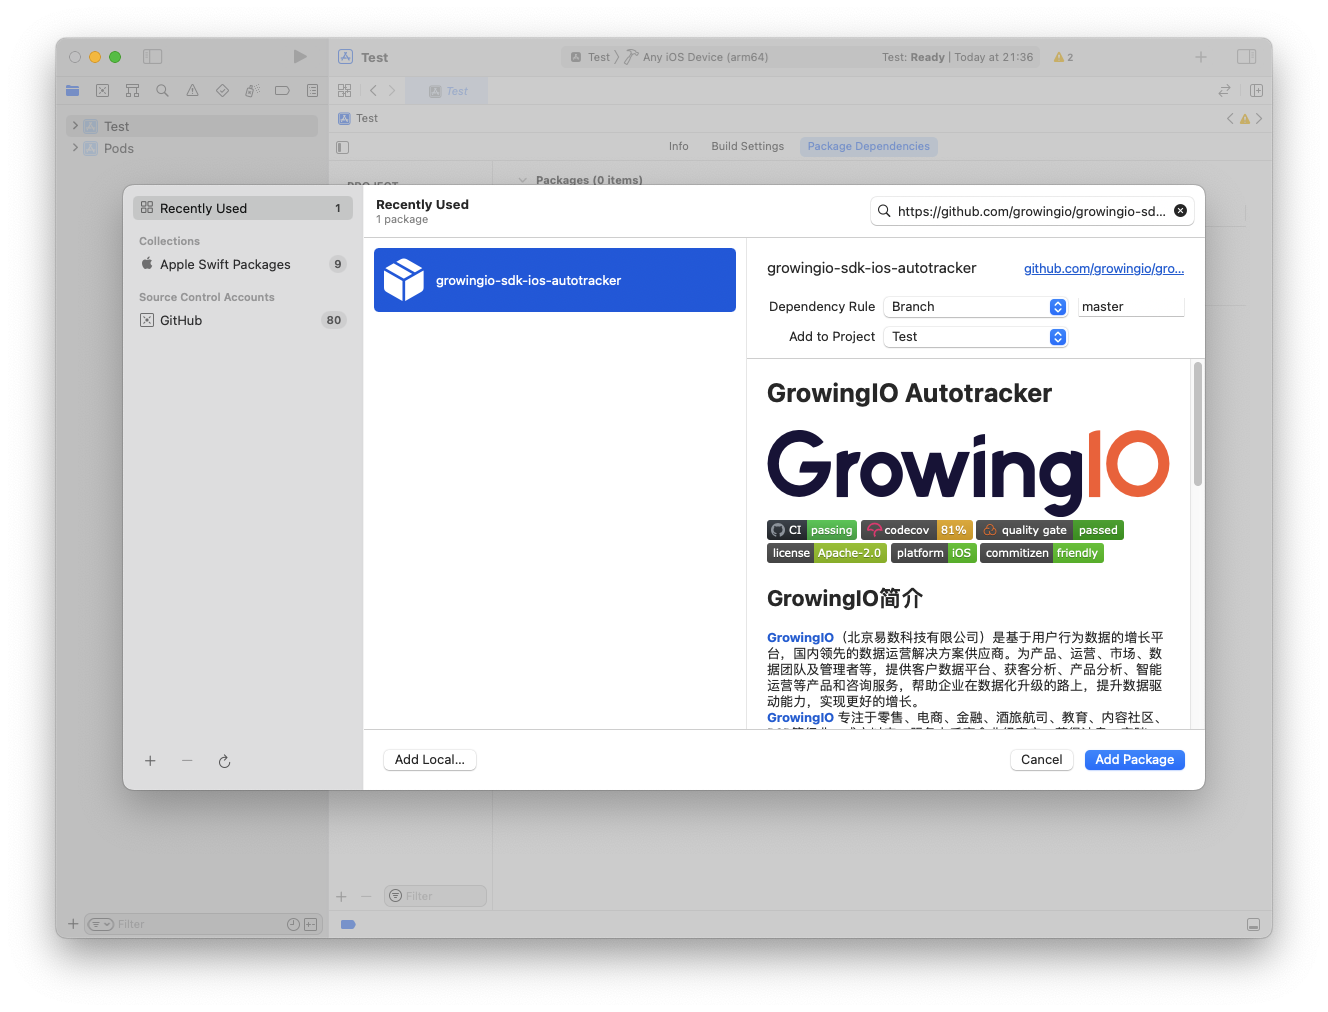 Test
Test
Any iOS Device (arm64)
Test: Ready | Today at 21:36
2
Test
Test
Pods
Test
Info
Build Settings
Package Dependencies
PROJECT
Packages (0 items)
Recently Used
1
Collections
Apple Swift Packages
9
Source Control Accounts
GitHub
80
Recently Used
1 package
https://github.com/growingio/growingio-sd...
growingio-sdk-ios-autotracker
growingio-sdk-ios-autotracker
github.com/growingio/gro...
Dependency Rule
Branch
master
Add to Project
Test
GrowingIO Autotracker
GrowingIO
CI passing
codecov 81%
quality gate passed
license Apache-2.0
platform iOS
commitizen friendly
GrowingIO简介
GrowingIO（北京易数科技有限公司）是基于用户行为数据的增长平
台，国内领先的数据运营解决方案供应商。为产品、运营、市场、数
据团队及管理者等，提供客户数据平台、获客分析、产品分析、智能
运营等产品和咨询服务，帮助企业在数据化升级的路上，提升数据驱
动能力，实现更好的增长。
GrowingIO 专注于零售、电商、金融、酒旅航司、教育、内容社区、
Add Local...
Cancel
Add Package
Filter
Filter